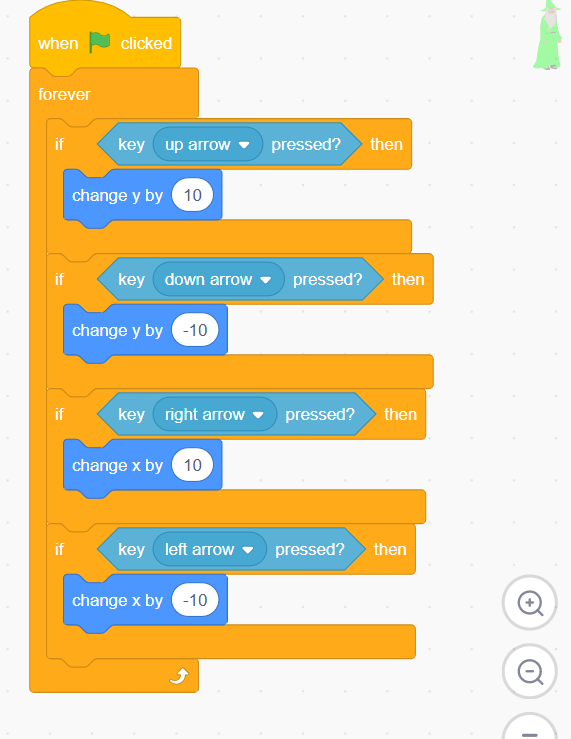 when clicked
forever
if key up arrow pressed? then
change y by 10
if key down arrow pressed? then
change y by -10
if key right arrow pressed? then
change x by 10
if key left arrow pressed? then
change x by -10